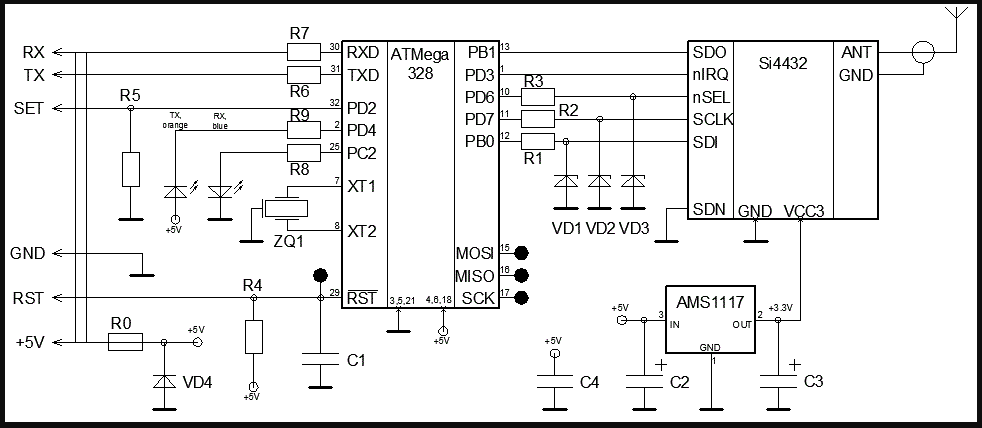 R7
RX
30
RXD
ATMega
328
PB1
13
SDO
Si4432
ANT
TX
R6
31
TXD
PD3
1
nIRQ
GND
R5
R3
PD6
10
nSEL
SET
32
PD2
R2
PD7
11
SCLK
TX,
orange
RX,
blue
R9
2
PD4
PB0
12
R1
SDI
R8
25
PC2
+5V
7
XT1
VD1
VD2
VD3
SDN
GND
VCC3
ZQ1
8
XT2
GND
MOSI
15
MISO
16
RST
R4
29
RST
3,5,21
4,6,18
SCK
17
AMS1117
+5V
3
IN
OUT
2
+3.3V
GND
1
+5V
R0
+5V
VD4
+5V
C1
+5V
+5V
C4
+
C2
+
C3